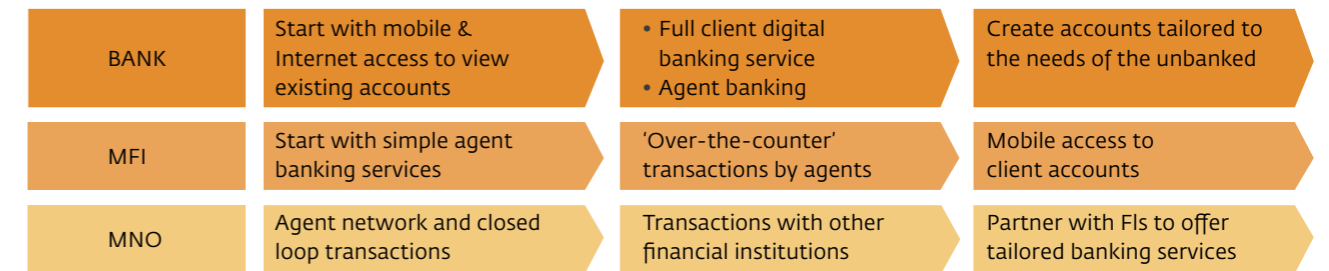 BANK
Start with mobile &
Internet access to view
existing accounts
• Full client digital
banking service
• Agent banking
Create accounts tailored to
the needs of the unbanked
MFI
Start with simple agent
banking services
‘Over-the-counter’
transactions by agents
Mobile access to
client accounts
MNO
Agent network and closed
loop transactions
Transactions with other
financial institutions
Partner with FIs to offer
tailored banking services